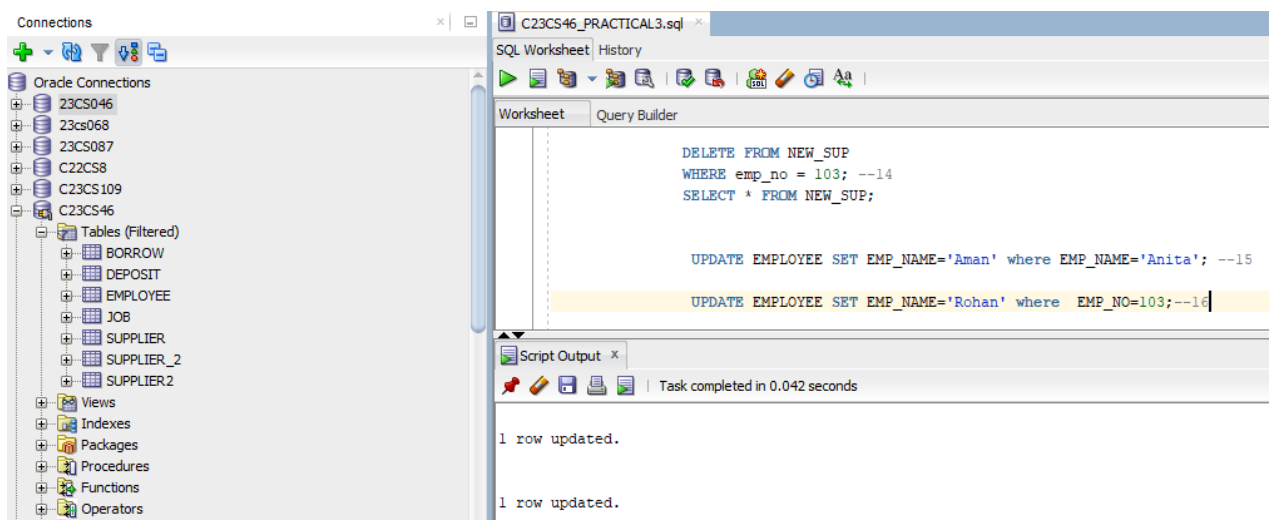 Connections
Oracle Connections
23CS046
23cs068
23CS087
C22CS8
C23CS109
C23CS46
Tables (Filtered)
BORROW
DEPOSIT
EMPLOYEE
JOB
SUPPLIER
SUPPLIER_2
SUPPLIER2
Views
Indexes
Packages
Procedures
Functions
Operators
C23CS46_PRACTICAL3.sql
SQL Worksheet History
Worksheet Query Builder
DELETE FROM NEW_SUP
WHERE emp_no = 103; --14
SELECT * FROM NEW_SUP;
UPDATE EMPLOYEE SET EMP_NAME='Aman' where EMP_NAME='Anita'; --15
UPDATE EMPLOYEE SET EMP_NAME='Rohan' where  EMP_NO=103;--16
Script Output
Task completed in 0.042 seconds
1 row updated.
1 row updated.